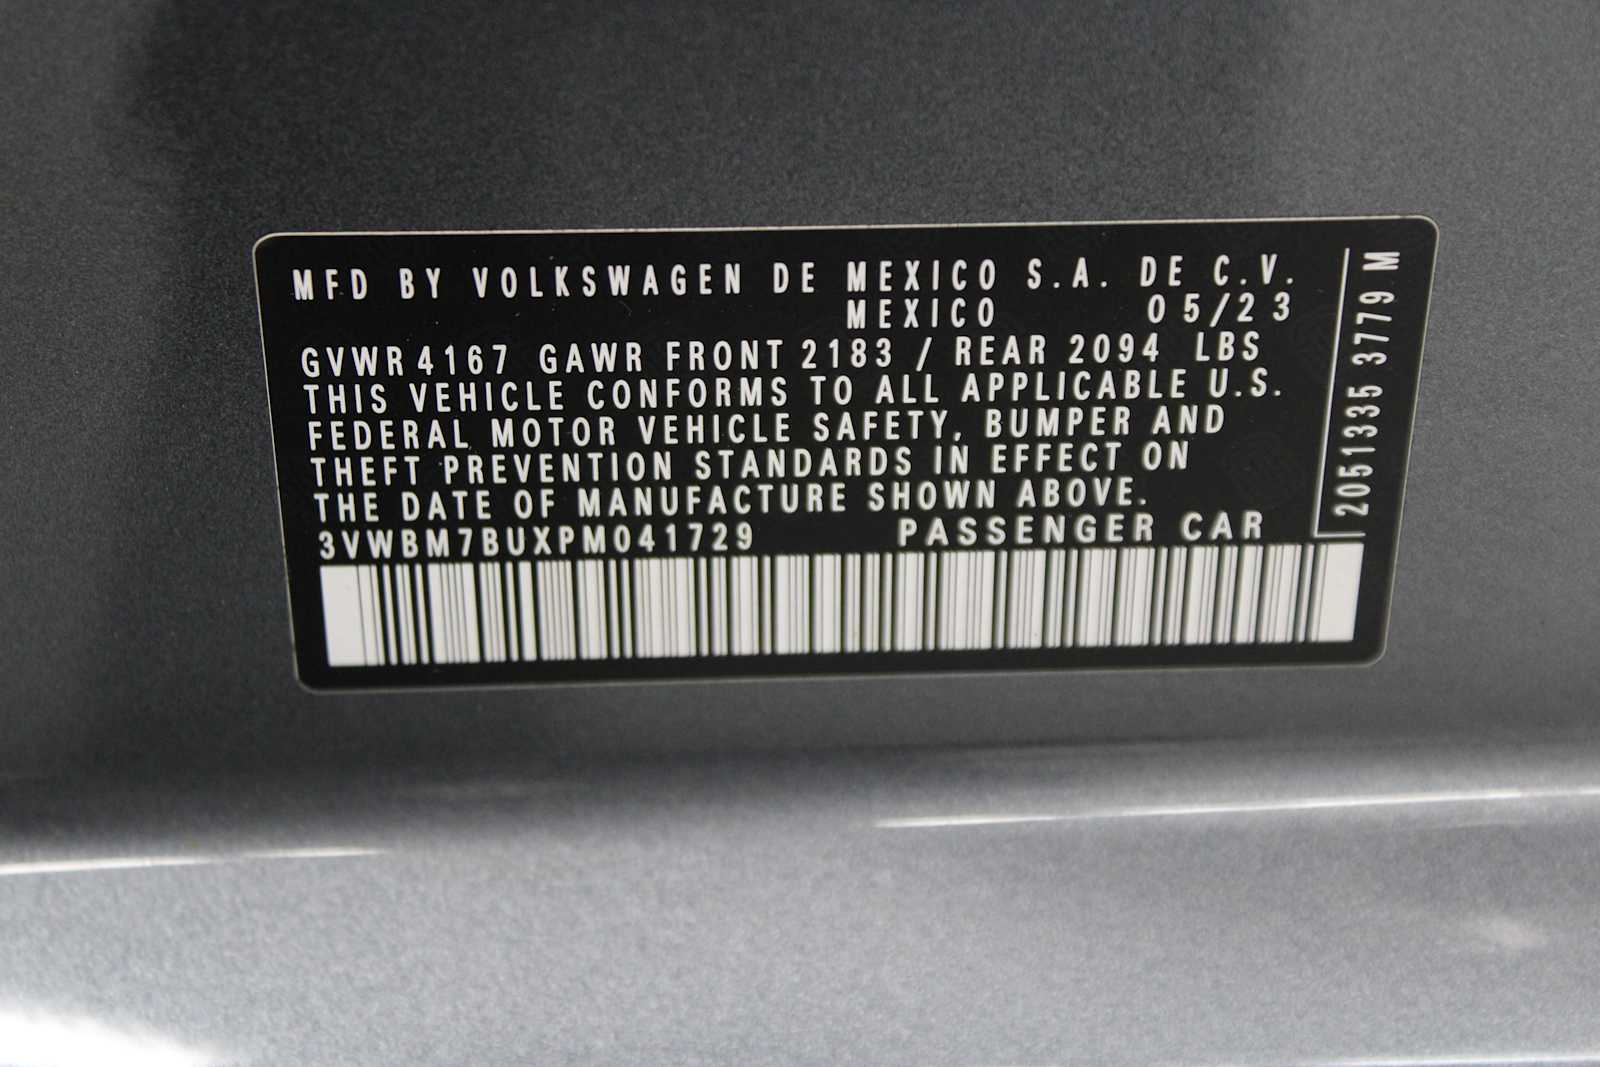 MFD BY VOLKSWAGEN DE MEXICO S.A. DE C.V.
MEXICO 05/23
GVWR 4167 GAWR FRONT 2183 / REAR 2094 LBS
THIS VEHICLE CONFORMS TO ALL APPLICABLE U.S.
FEDERAL MOTOR VEHICLE SAFETY, BUMPER AND
THEFT PREVENTION STANDARDS IN EFFECT ON
THE DATE OF MANUFACTURE SHOWN ABOVE.
3VWBM7BUXPM041729 PASSENGER CAR
2051335 3779 M